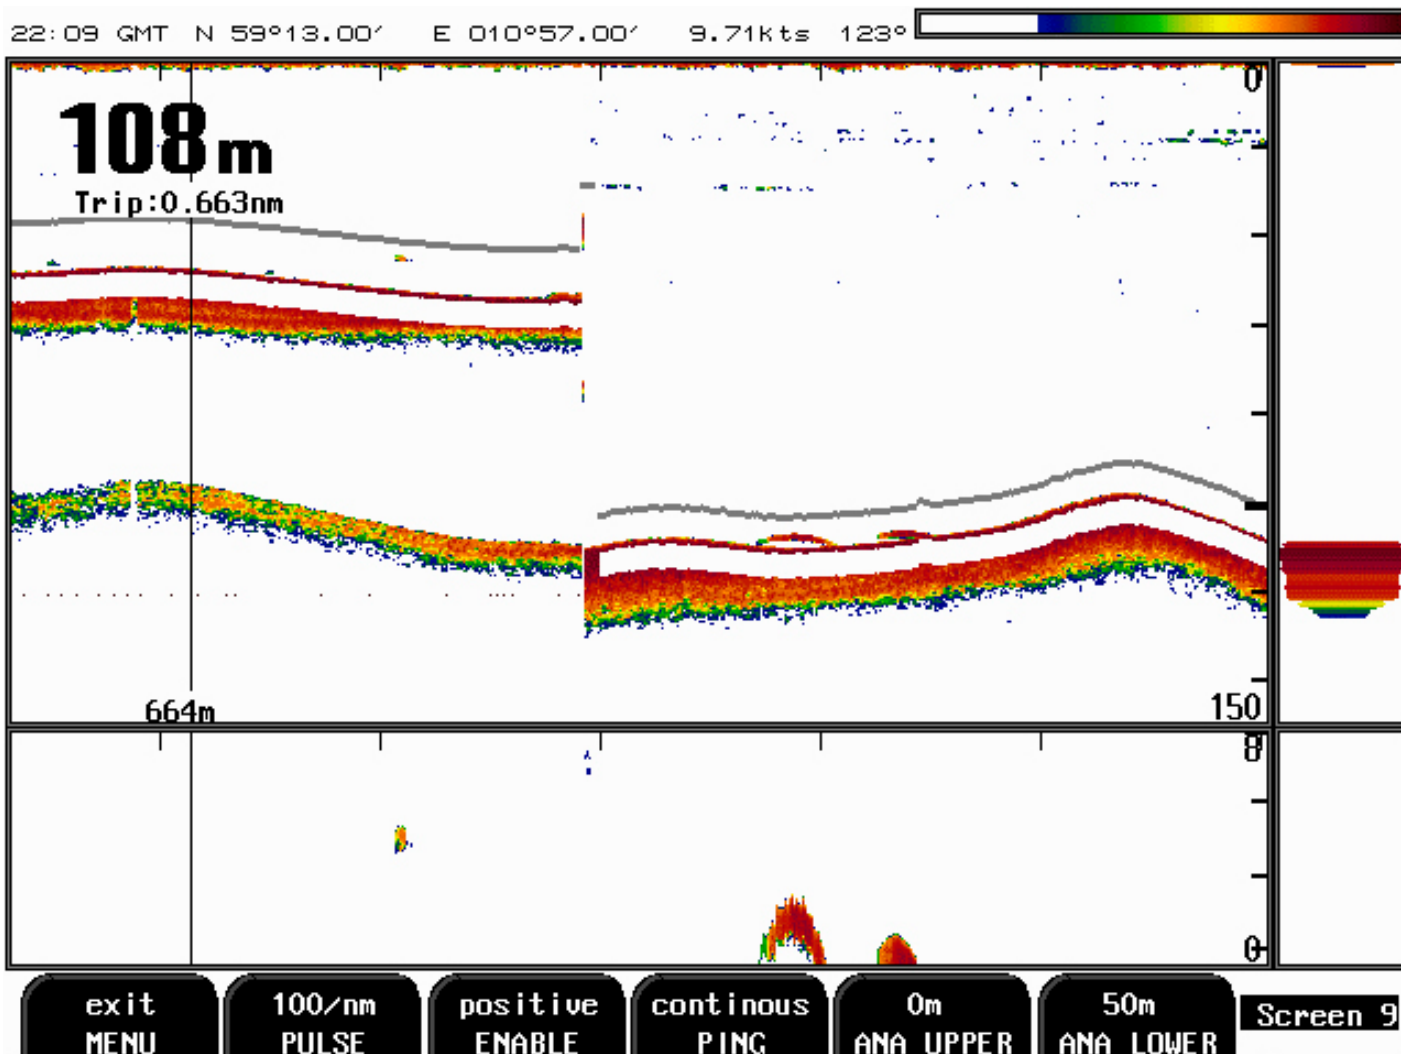 22:09 GMT N 59°13.00′ E 010°57.00′ 9.71kts 123°
0
108m
Trip:0.663nm
664m
150
8
0
exit 100/nm positive continous 0m 50m
Screen 9
MENU PULSE ENABLE PING ANA UPPER ANA LOWER